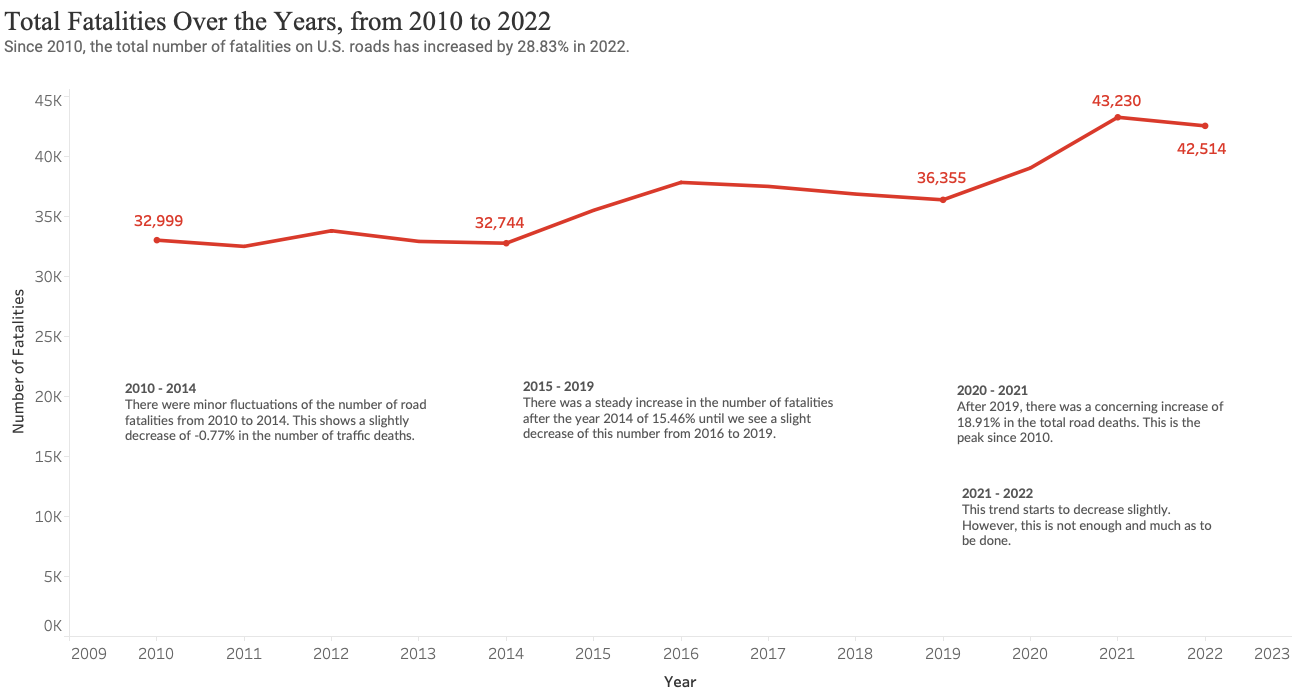 Total Fatalities Over the Years, from 2010 to 2022
Since 2010, the total number of fatalities on U.S. roads has increased by 28.83% in 2022.
45K
40K
35K
30K
25K
20K
15K
10K
5K
0K
Number of Fatalities
32,999
32,744
36,355
43,230
42,514
2010 - 2014
There were minor fluctuations of the number of road
fatalities from 2010 to 2014. This shows a slightly
decrease of -0.77% in the number of traffic deaths.
2015 - 2019
There was a steady increase in the number of fatalities
after the year 2014 of 15.46% until we see a slight
decrease of this number from 2016 to 2019.
2020 - 2021
After 2019, there was a concerning increase of
18.91% in the total road deaths. This is the
peak since 2010.
2021 - 2022
This trend starts to decrease slightly.
However, this is not enough and much as to
be done.
2009 2010 2011 2012 2013 2014 2015 2016 2017 2018 2019 2020 2021 2022 2023
Year